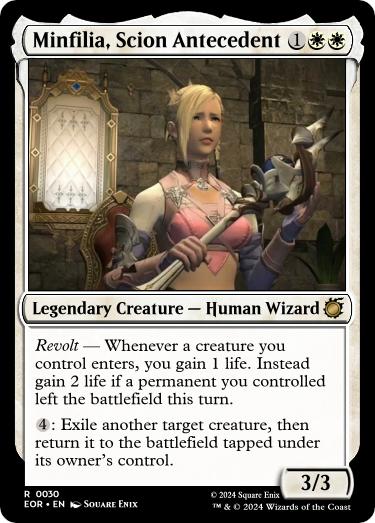 Minfilia, Scion Antecedent 1
Legendary Creature — Human Wizard
Revolt — Whenever a creature you
control enters, you gain 1 life. Instead
gain 2 life if a permanent you controlled
left the battlefield this turn.
4: Exile another target creature, then
return it to the battlefield tapped under
its owner's control.
3/3
R 0030
EOR • EN SQUARE ENIX
© 2024 Square Enix
™ & © 2024 Wizards of the Coast